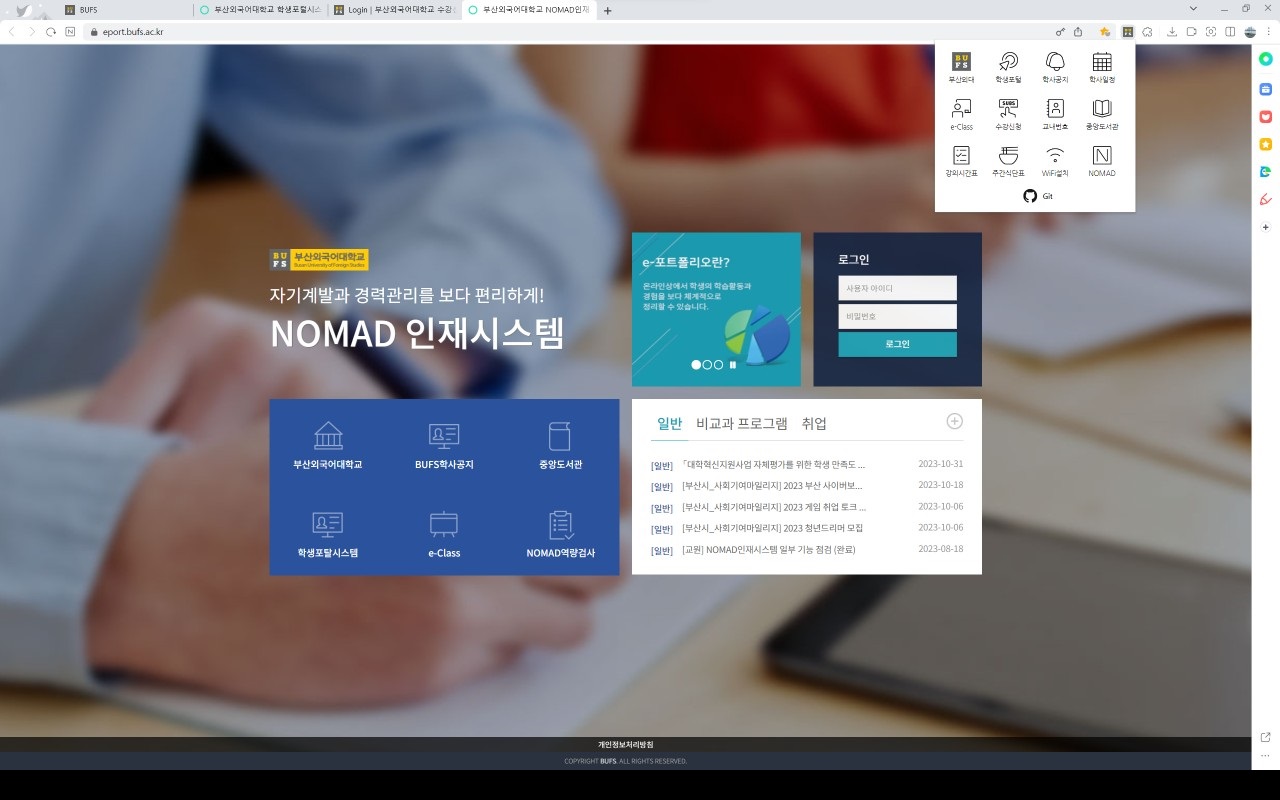 BUFS
부산외국어대학교 학생포털시스
Login | 부산외국어대학교 수강
부산외국어대학교 NOMAD인재
eport.bufs.ac.kr
BU
FS
부산외대
학생포털
학사공지
학사일정
e-Class
SUBS
수강신청
교내번호
중앙도서관
강의시간표
주간식단표
WiFi설치
NOMAD
Git
BU
FS
부산외국어대학교
Busan University of Foreign Studies
자기계발과 경력관리를 보다 편리하게!
NOMAD 인재시스템
e-포트폴리오란?
온라인상에서 학생의 학습활동과
경험을 보다 체계적으로
정리할 수 있습니다.
로그인
사용자 아이디
비밀번호
로그인
부산외국어대학교
BUFS학사공지
중앙도서관
학생포탈시스템
e-Class
NOMAD역량검사
일반 비교과 프로그램 취업
[일반] 「대학혁신지원사업 자체평가를 위한 학생 만족도 ... 2023-10-31
[일반] [부산시_사회기여마일리지] 2023 부산 사이버보... 2023-10-18
[일반] [부산시_사회기여마일리지] 2023 게임 취업 토크 ... 2023-10-06
[일반] [부산시_사회기여마일리지] 2023 청년드리머 모집 2023-10-06
[일반] [교원] NOMAD인재시스템 일부 기능 점검 (완료) 2023-08-18
개인정보처리방침
COPYRIGHT BUFS. ALL RIGHTS RESERVED.